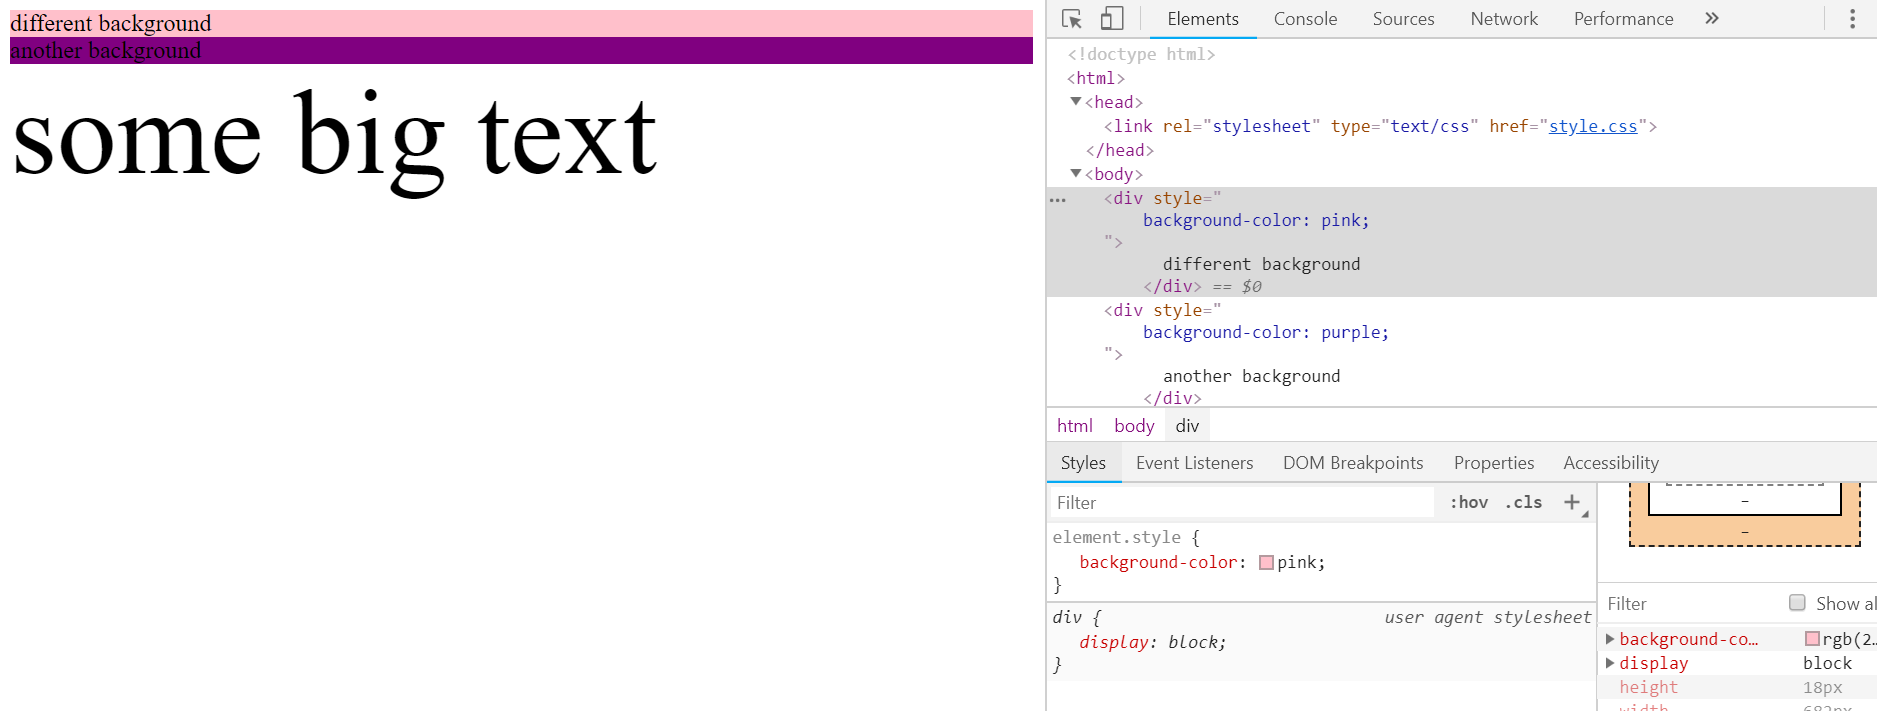 different background
another background
some big text
Elements Console Sources Network Performance »
<!doctype html>
<html>
<head>
<link rel="stylesheet" type="text/css" href="style.css">
</head>
<body>
... <div style="
background-color: pink;
">
different background
</div> == $0
<div style="
background-color: purple;
">
another background
</div>
html body div
Styles Event Listeners DOM Breakpoints Properties Accessibility
Filter :hov .cls +
element.style {
background-color: pink;
}
div { user agent stylesheet
display: block;
}
–
–
Filter Show al
background-co… rgb(2…
display block
height 18px
width 682px